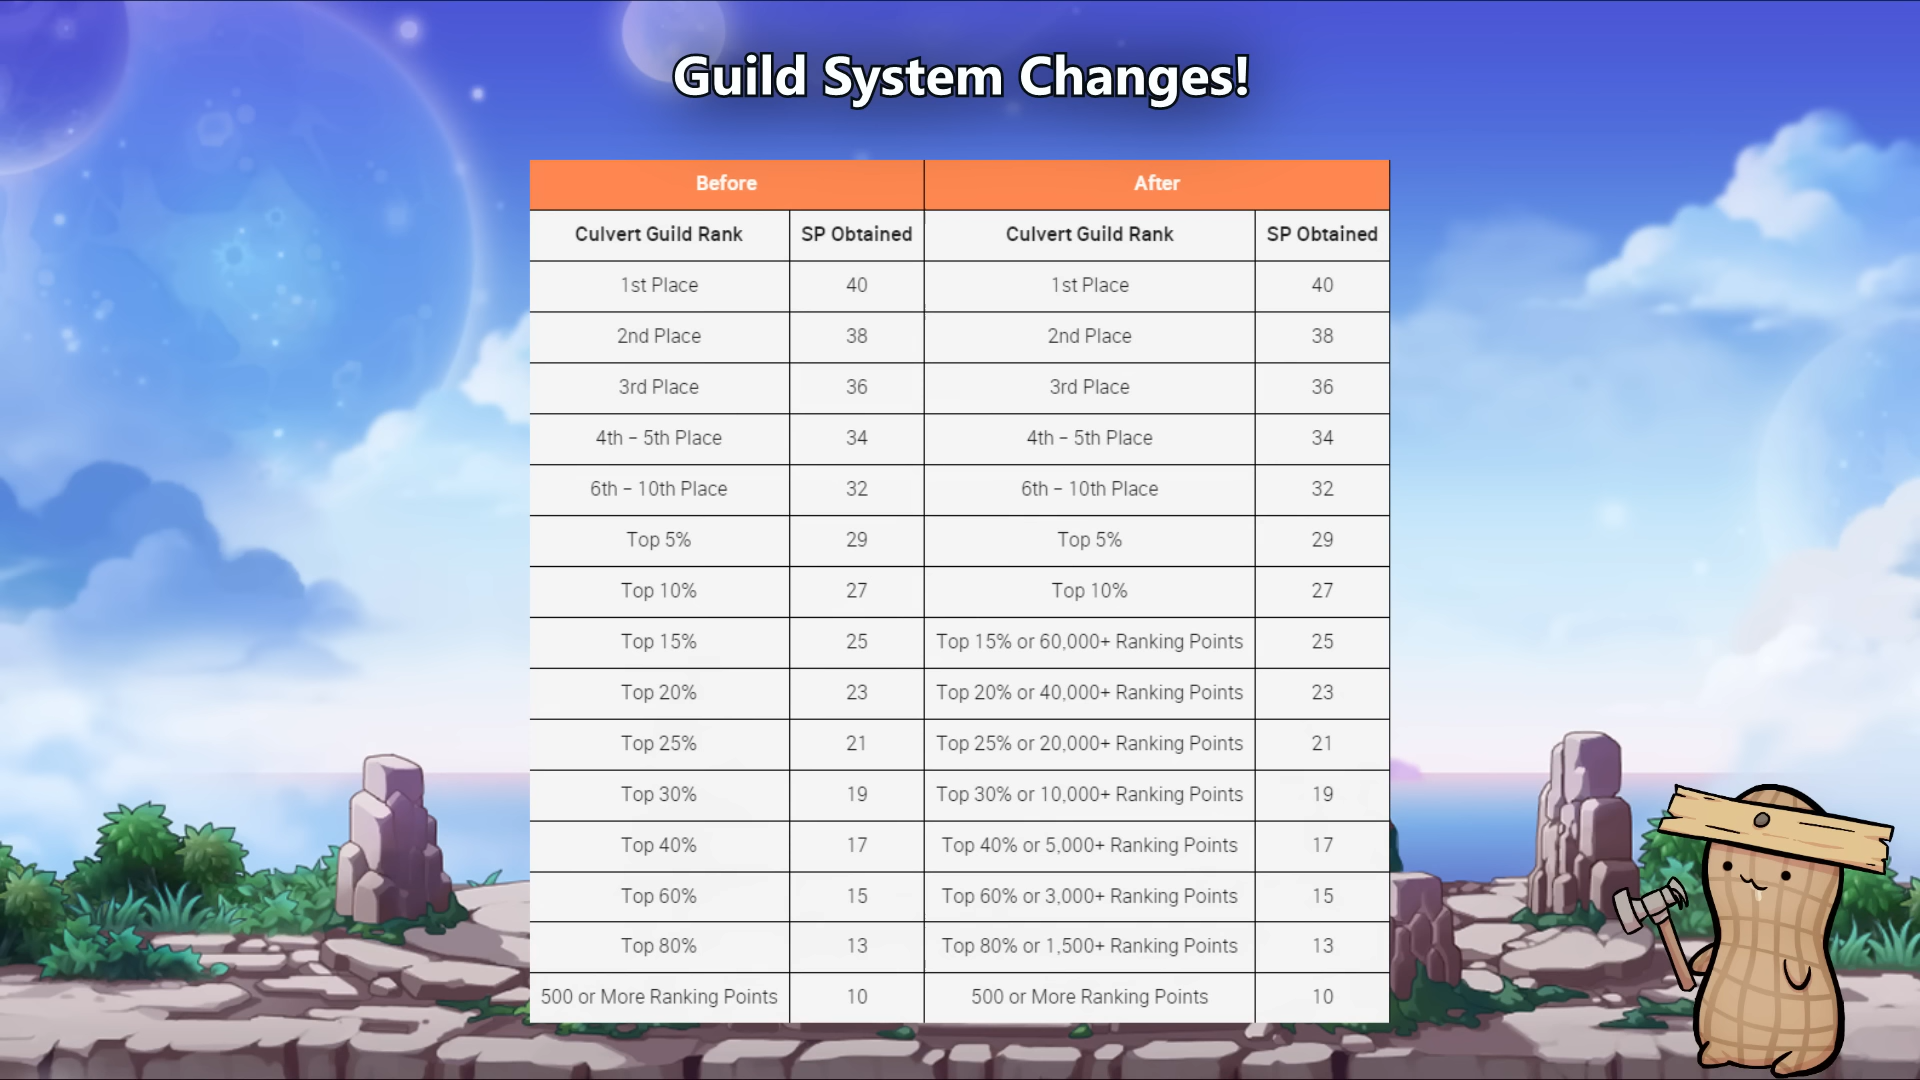 Guild System Changes!
Before After
Culvert Guild Rank SP Obtained Culvert Guild Rank SP Obtained
1st Place 40 1st Place 40
2nd Place 38 2nd Place 38
3rd Place 36 3rd Place 36
4th – 5th Place 34 4th – 5th Place 34
6th – 10th Place 32 6th – 10th Place 32
Top 5% 29 Top 5% 29
Top 10% 27 Top 10% 27
Top 15% 25 Top 15% or 60,000+ Ranking Points 25
Top 20% 23 Top 20% or 40,000+ Ranking Points 23
Top 25% 21 Top 25% or 20,000+ Ranking Points 21
Top 30% 19 Top 30% or 10,000+ Ranking Points 19
Top 40% 17 Top 40% or 5,000+ Ranking Points 17
Top 60% 15 Top 60% or 3,000+ Ranking Points 15
Top 80% 13 Top 80% or 1,500+ Ranking Points 13
500 or More Ranking Points 10 500 or More Ranking Points 10